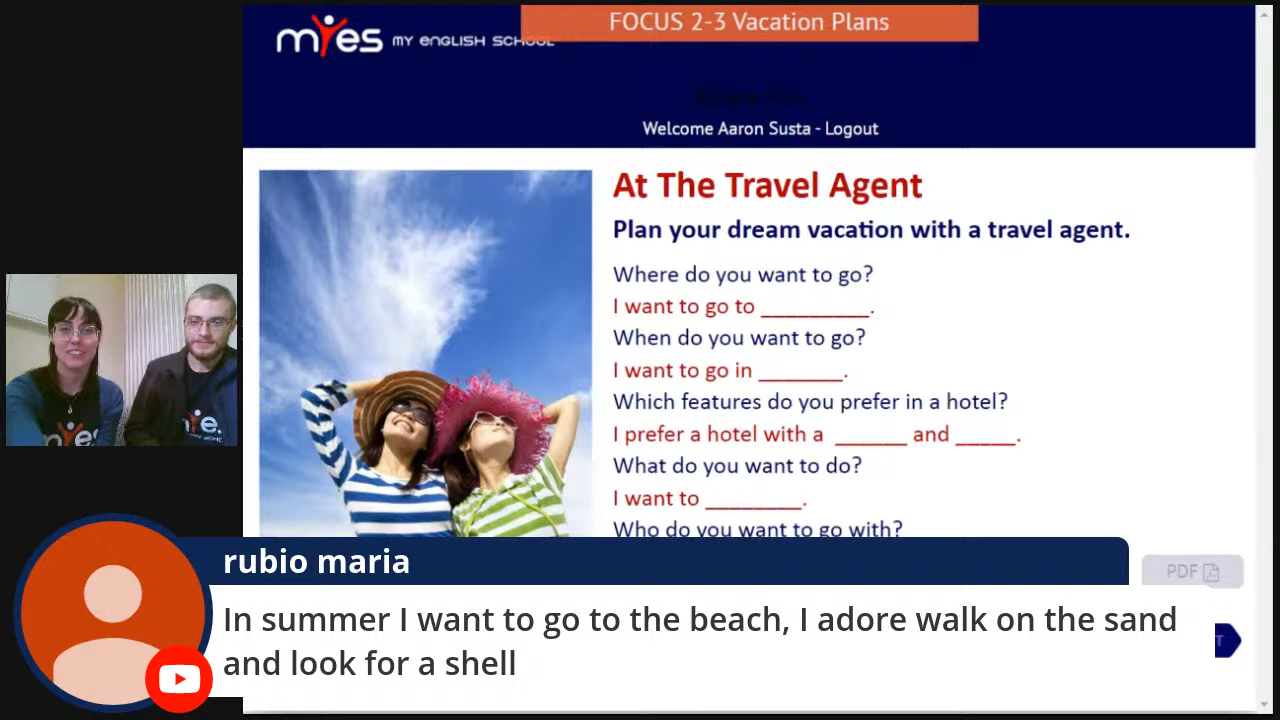 FOCUS 2-3 Vacation Plans
myes MY ENGLISH SCHOOL
Welcome Aaron Susta - Logout
At The Travel Agent
Plan your dream vacation with a travel agent.
Where do you want to go?
I want to go to _________.
When do you want to go?
I want to go in _______.
Which features do you prefer in a hotel?
I prefer a hotel with a ______ and _____.
What do you want to do?
I want to ________.
Who do you want to go with?
PDF
rubio maria
In summer I want to go to the beach, I adore walk on the sand
and look for a shell